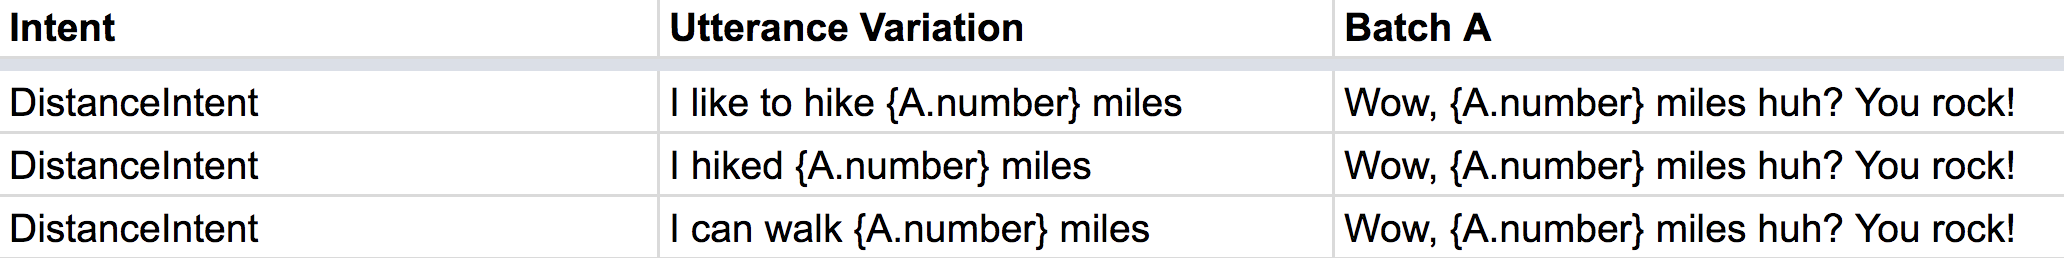 Intent Utterance Variation Batch A
DistanceIntent I like to hike {A.number} miles Wow, {A.number} miles huh? You rock!
DistanceIntent I hiked {A.number} miles Wow, {A.number} miles huh? You rock!
DistanceIntent I can walk {A.number} miles Wow, {A.number} miles huh? You rock!